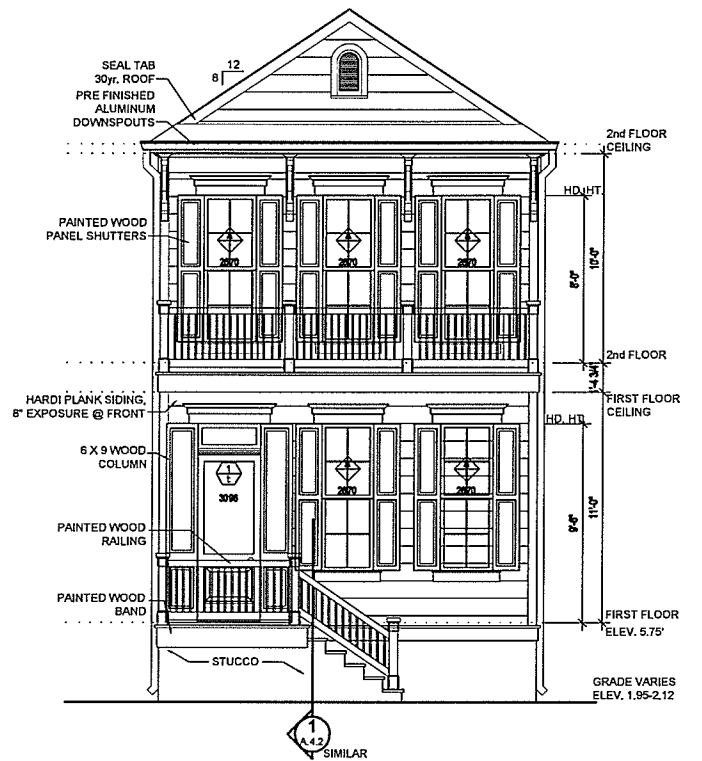 12
8
SEAL TAB
30yr. ROOF
PRE FINISHED
ALUMINUM
DOWNSPOUTS
2nd FLOOR
CEILING
HD. HT.
PAINTED WOOD
PANEL SHUTTERS
A
2670
A
2670
A
2670
8'-0"
10'-0"
2nd FLOOR
1'-4 3/4"
HARDI PLANK SIDING,
8" EXPOSURE @ FRONT
FIRST FLOOR
CEILING
HD. HT.
6 X 9 WOOD
COLUMN
1
t
3096
A
2670
A
2670
9'-6"
11'-0"
PAINTED WOOD
RAILING
PAINTED WOOD
BAND
FIRST FLOOR
ELEV. 5.75'
STUCCO
GRADE VARIES
ELEV. 1.95-2.12
1
A.4.2
SIMILAR